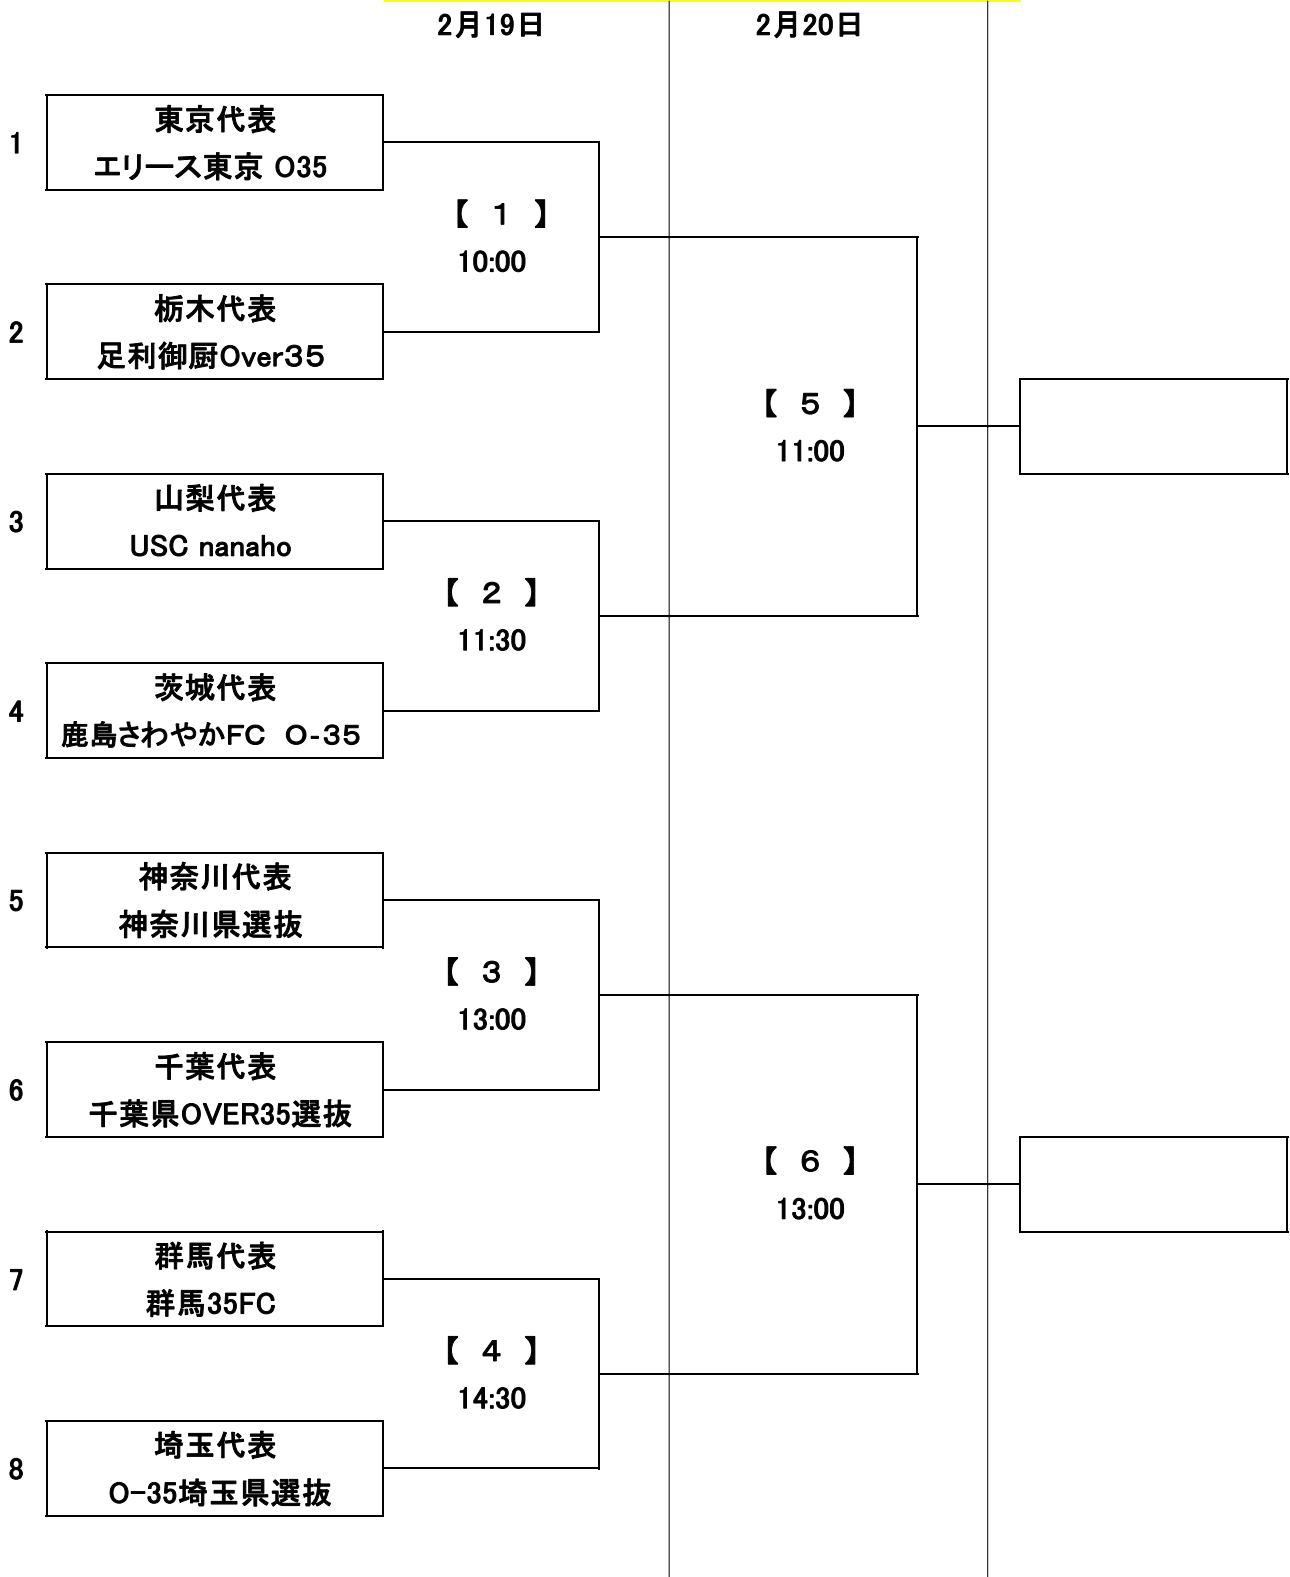 2月19日
2月20日
1
東京代表
エリース東京 O35
【 １ 】
10:00
2
栃木代表
足利御厨Over３５
【 ５ 】
11:00
3
山梨代表
USC nanaho
【 ２ 】
11:30
4
茨城代表
鹿島さわやかFC Ｏ-３５
5
神奈川代表
神奈川県選抜
【 ３ 】
13:00
6
千葉代表
千葉県OVER35選抜
【 ６ 】
13:00
7
群馬代表
群馬35FC
【 ４ 】
14:30
8
埼玉代表
O-35埼玉県選抜